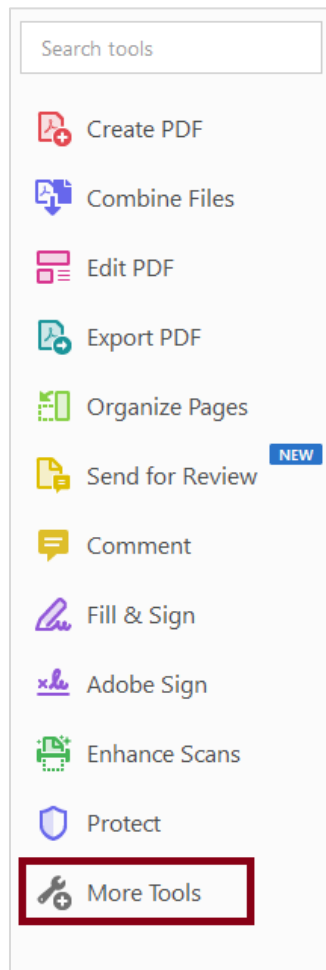 Search tools
Create PDF
Combine Files
Edit PDF
Export PDF
Organize Pages
NEW
Send for Review
Comment
Fill & Sign
Adobe Sign
Enhance Scans
Protect
More Tools